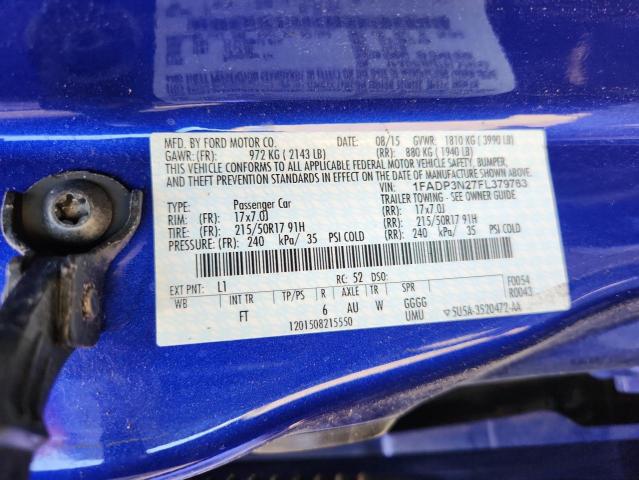 MFD. BY FORD MOTOR CO. DATE: 08/15 GVWR: 1810 KG ( 3990 LB)
GAWR: (FR): 972 KG ( 2143 LB) (RR): 880 KG ( 1940 LB)
THIS VEHICLE CONFORMS TO ALL APPLICABLE FEDERAL MOTOR VEHICLE SAFETY, BUMPER,
AND THEFT PREVENTION STANDARDS IN EFFECT ON THE DATE OF MANUFACTURE SHOWN ABOVE.
VIN: 1FADP3N27FL379763
TYPE: Passenger Car TRAILER TOWING - SEE OWNER GUIDE
RIM: (FR): 17x7.0J (RR): 17x7.0J
TIRE: (FR): 215/50R17 91H (RR): 215/50R17 91H
PRESSURE: (FR): 240 kPa/ 35 PSI COLD (RR): 240 kPa/ 35 PSI COLD
EXT PNT: L1 RC: 52 DSO: F0054
WB INT TR TP/PS R AXLE TR SPR R0043
FT 6 AU W GGGG
UMU 5U5A-3520472-AA
1201508215550